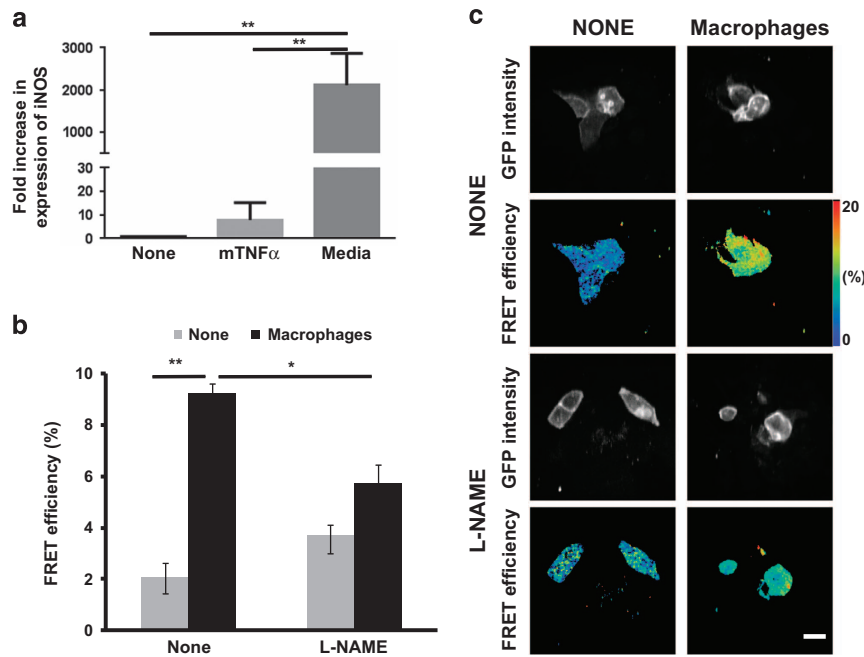 a
Fold increase in
expression of iNOS
3000
2000
1000
30
20
10
0
**
**
None mTNFα Media
b
None Macrophages
FRET efficiency (%)
10
8
6
4
2
0
**
*
None L-NAME
c
NONE Macrophages
NONE
GFP intensity
FRET efficiency
20
(%)
0
L-NAME
GFP intensity
FRET efficiency